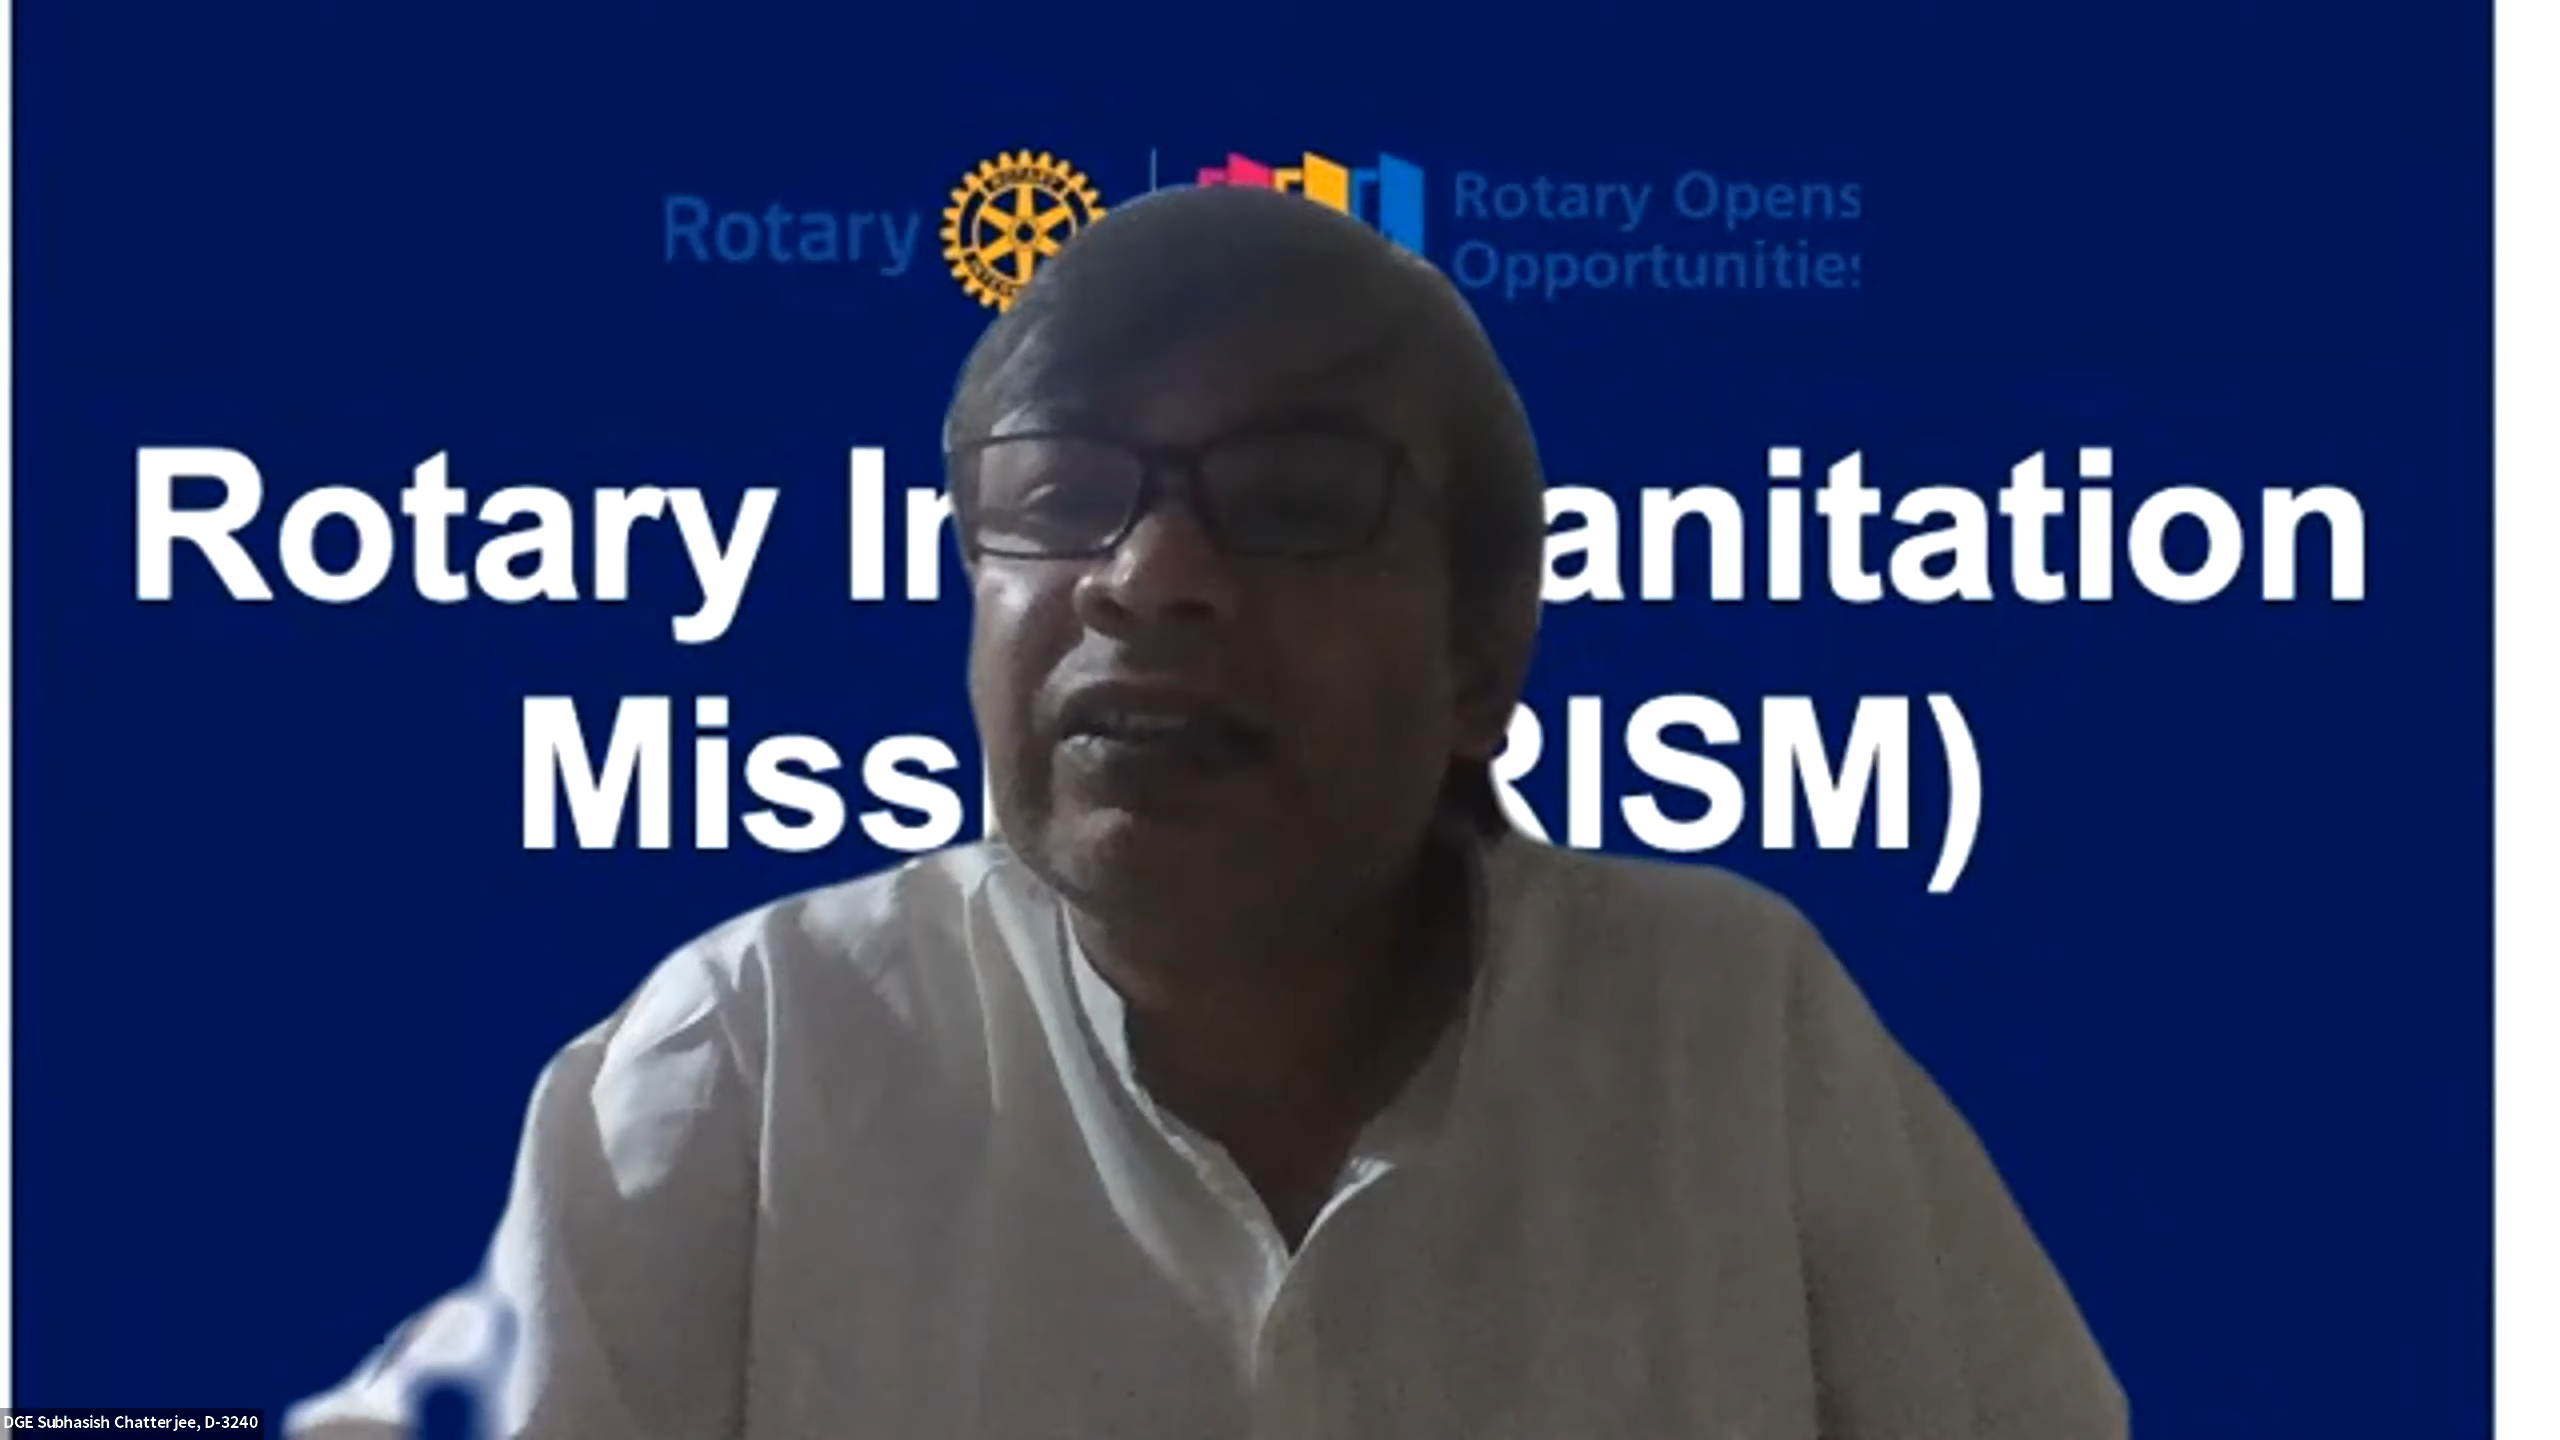 Rotary
Rotary Opens
Opportunities
Rotary In anitation
Miss RISM)
DGE Subhasish Chatterjee, D-3240